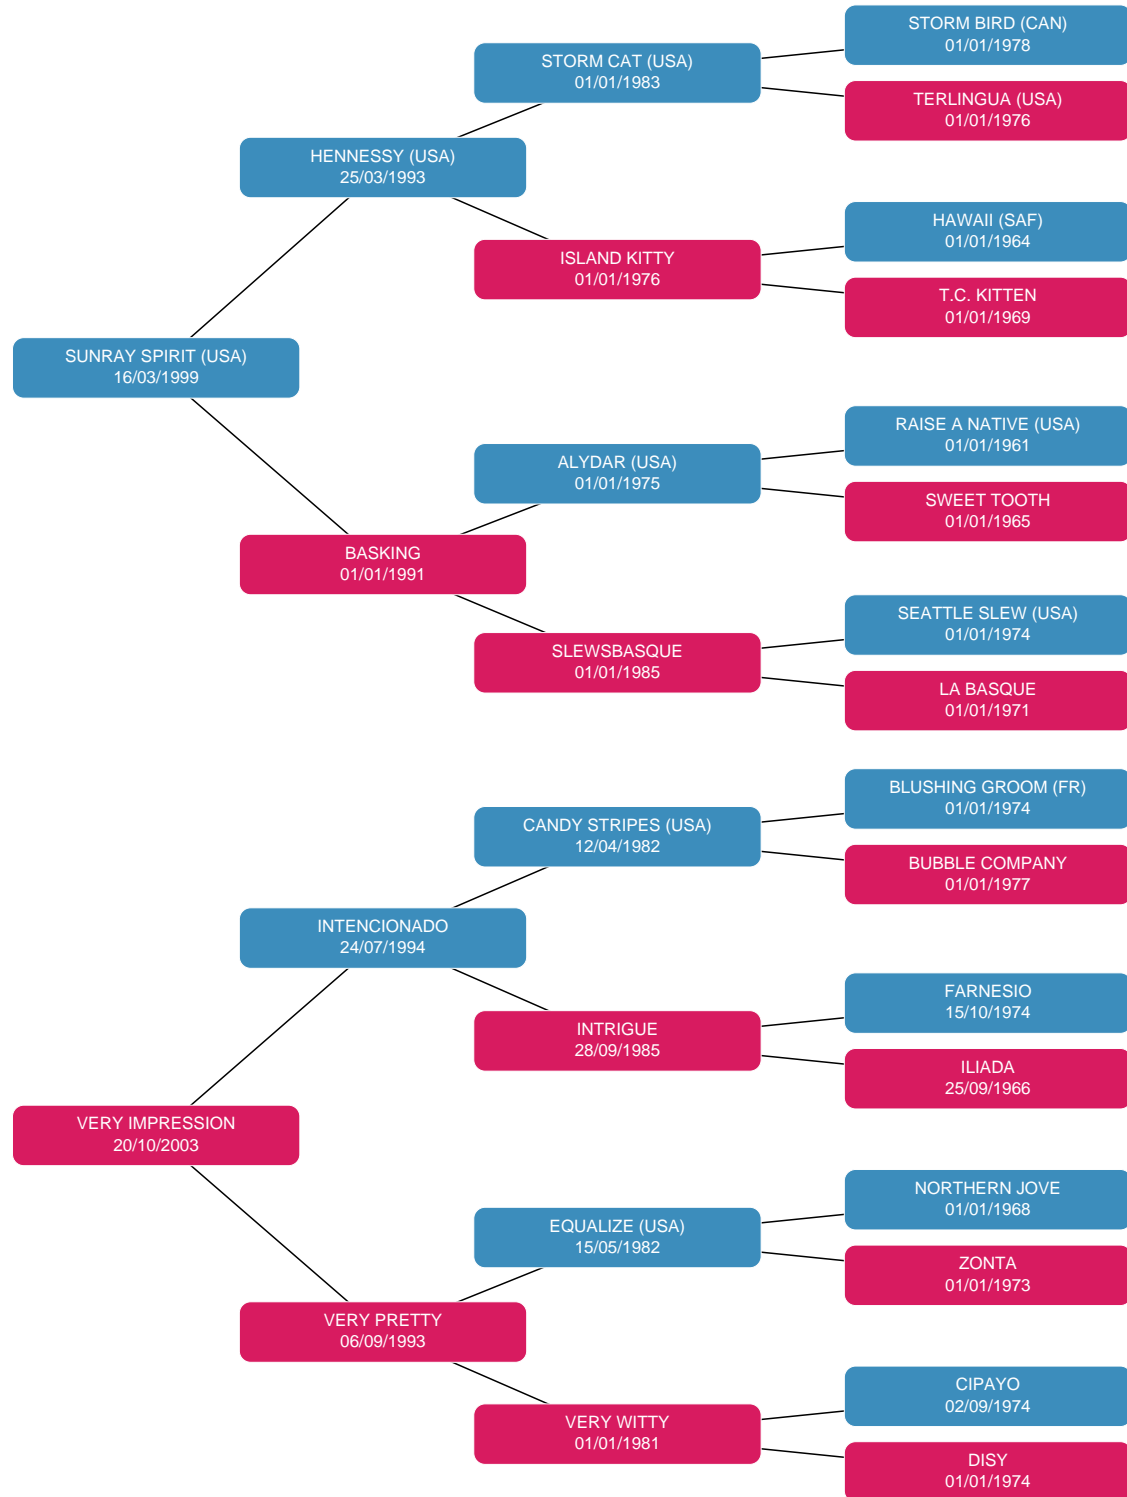 STORM BIRD (CAN)
01/01/1978
STORM CAT (USA)
01/01/1983
TERLINGUA (USA)
01/01/1976
HENNESSY (USA)
25/03/1993
HAWAII (SAF)
01/01/1964
ISLAND KITTY
01/01/1976
T.C. KITTEN
01/01/1969
SUNRAY SPIRIT (USA)
16/03/1999
RAISE A NATIVE (USA)
01/01/1961
ALYDAR (USA)
01/01/1975
SWEET TOOTH
01/01/1965
BASKING
01/01/1991
SEATTLE SLEW (USA)
01/01/1974
SLEWSBASQUE
01/01/1985
LA BASQUE
01/01/1971
BLUSHING GROOM (FR)
01/01/1974
CANDY STRIPES (USA)
12/04/1982
BUBBLE COMPANY
01/01/1977
INTENCIONADO
24/07/1994
FARNESIO
15/10/1974
INTRIGUE
28/09/1985
ILIADA
25/09/1966
VERY IMPRESSION
20/10/2003
NORTHERN JOVE
01/01/1968
EQUALIZE (USA)
15/05/1982
ZONTA
01/01/1973
VERY PRETTY
06/09/1993
CIPAYO
02/09/1974
VERY WITTY
01/01/1981
DISY
01/01/1974